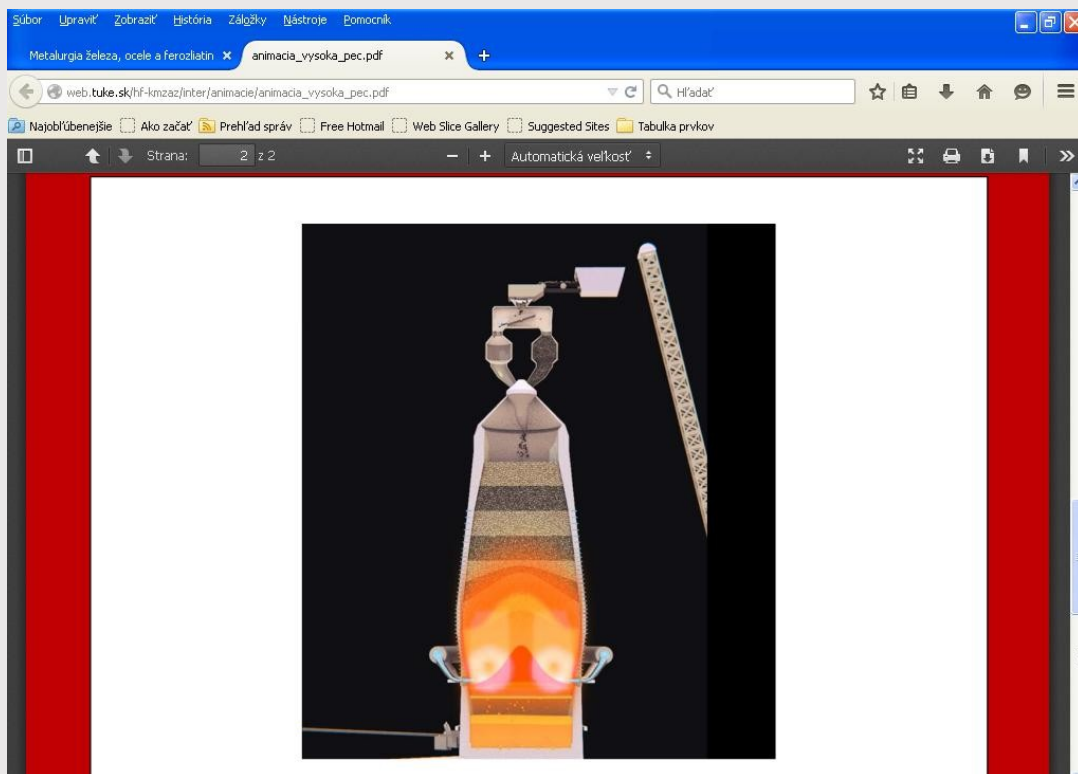 Súbor Upraviť Zobraziť História Záložky Nástroje Pomocník
Metalurgia železa, ocele a ferozliatin animacia_vysoka_pec.pdf
web.tuke.sk/hf-kmzaz/inter/animacie/animacia_vysoka_pec.pdf Hľadať
Najobľúbenejšie Ako začať Prehľad správ Free Hotmail Web Slice Gallery Suggested Sites Tabulka prvkov
Strana: 2 z 2 Automatická veľkosť